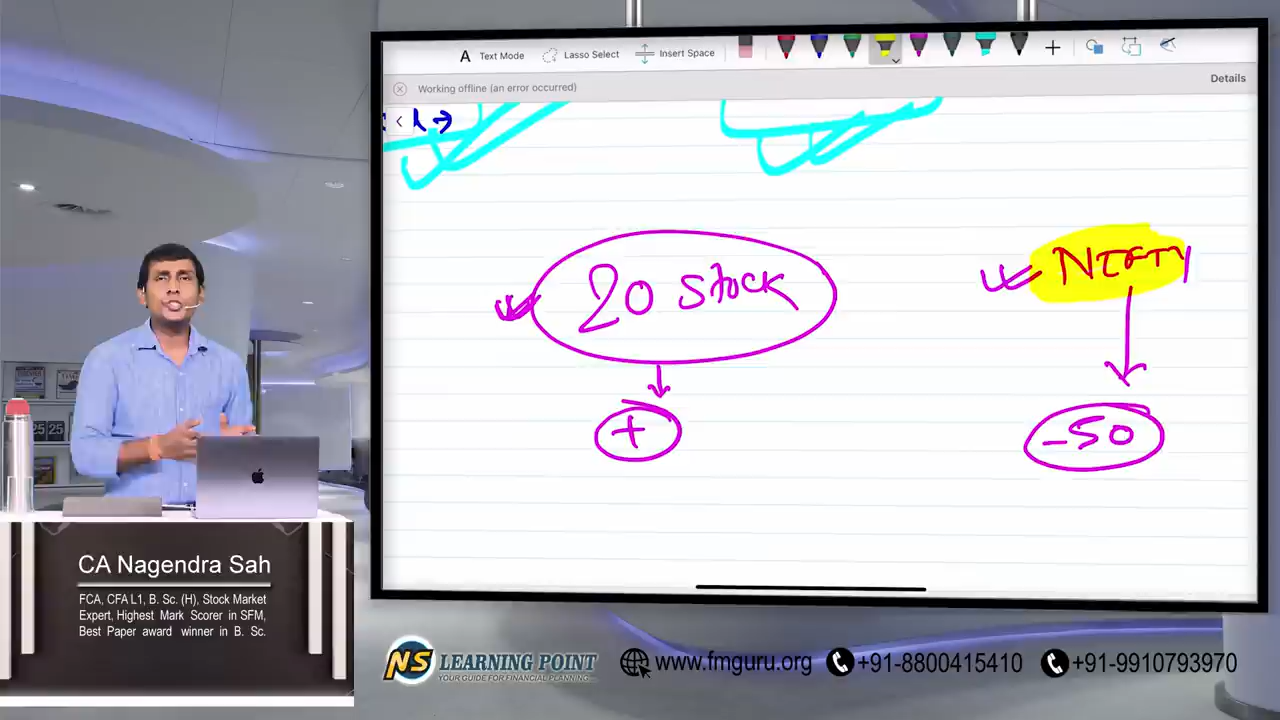 A Text Mode Lasso Select Insert Space
Working offline (an error occurred)
Details
20 Stock
NIFTY
+
-50
25 25
CA Nagendra Sah
FCA, CFA L1, B. Sc. (H), Stock Market
Expert, Highest Mark Scorer in SFM,
Best Paper award winner in B. Sc.
NS LEARNING POINT
YOUR GUIDE FOR FINANCIAL PLANNING...
www.fmguru.org
+91-8800415410
+91-9910793970